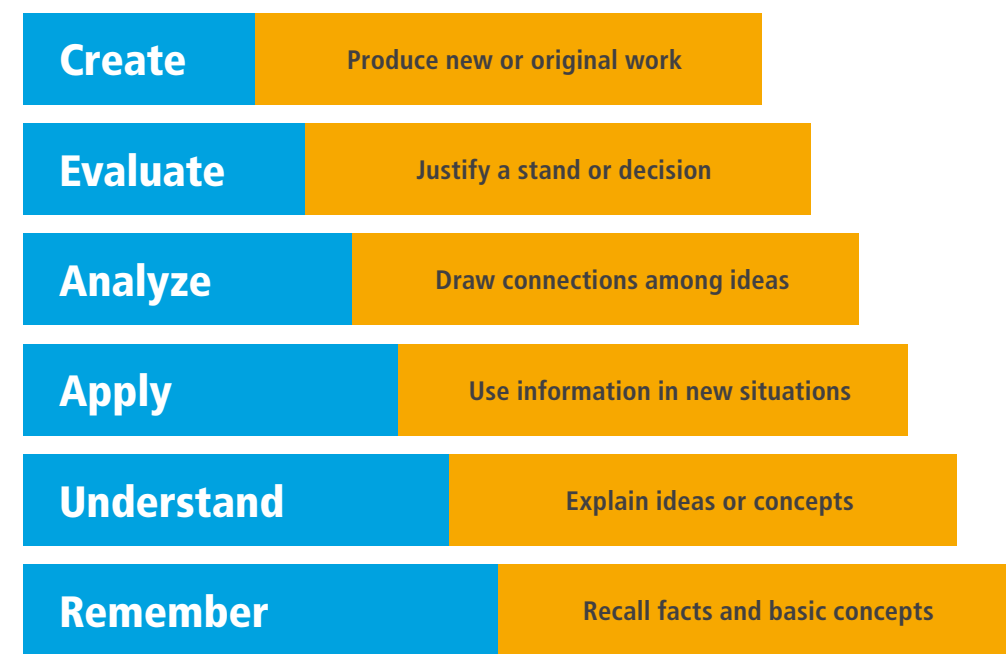 Create
Produce new or original work
Evaluate
Justify a stand or decision
Analyze
Draw connections among ideas
Apply
Use information in new situations
Understand
Explain ideas or concepts
Remember
Recall facts and basic concepts